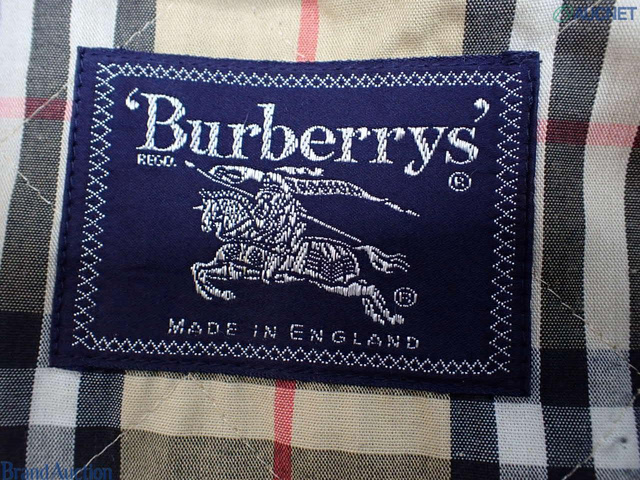 'Burberrys'
REGD.
®
®
MADE IN ENGLAND
Brand Auction